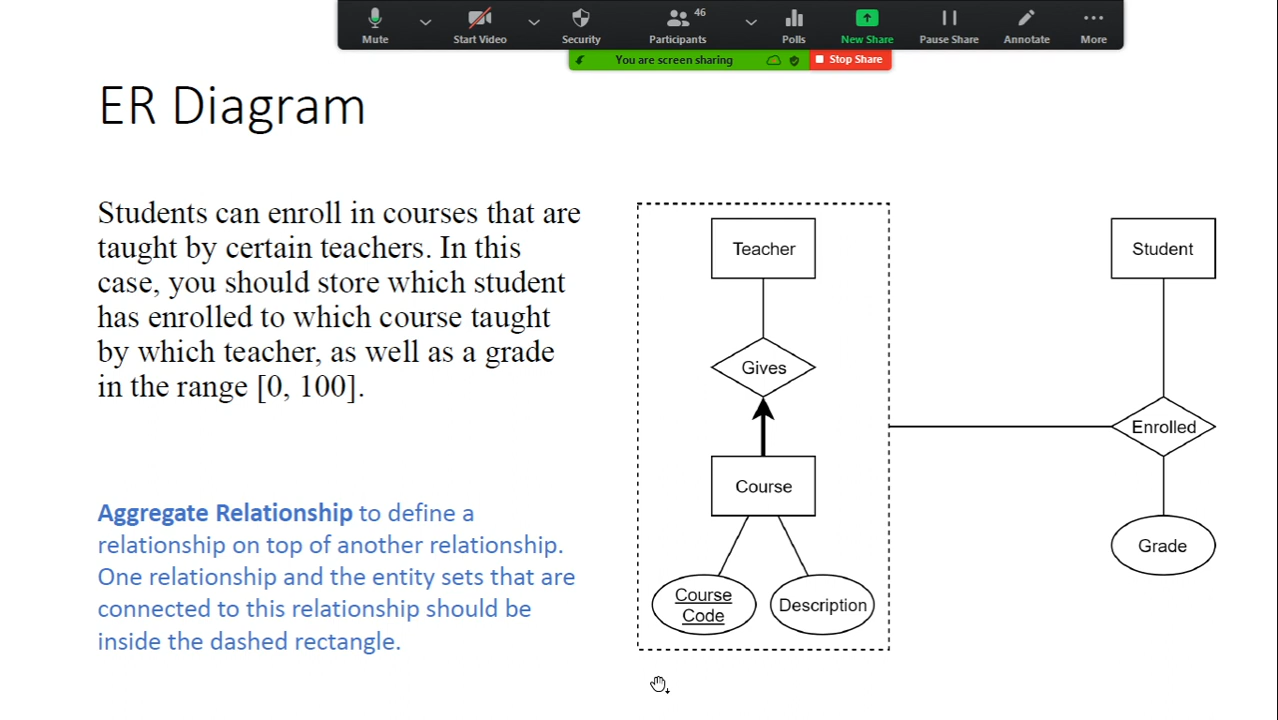 46
Mute
Start Video
Security
Participants
Polls
New Share
Pause Share
Annotate
More
You are screen sharing
Stop Share
ER Diagram
Students can enroll in courses that are
taught by certain teachers. In this
case, you should store which student
has enrolled to which course taught
by which teacher, as well as a grade
in the range [0, 100].
Aggregate Relationship to define a
relationship on top of another relationship.
One relationship and the entity sets that are
connected to this relationship should be
inside the dashed rectangle.
Teacher
Gives
Course
Course
Code
Description
Student
Enrolled
Grade